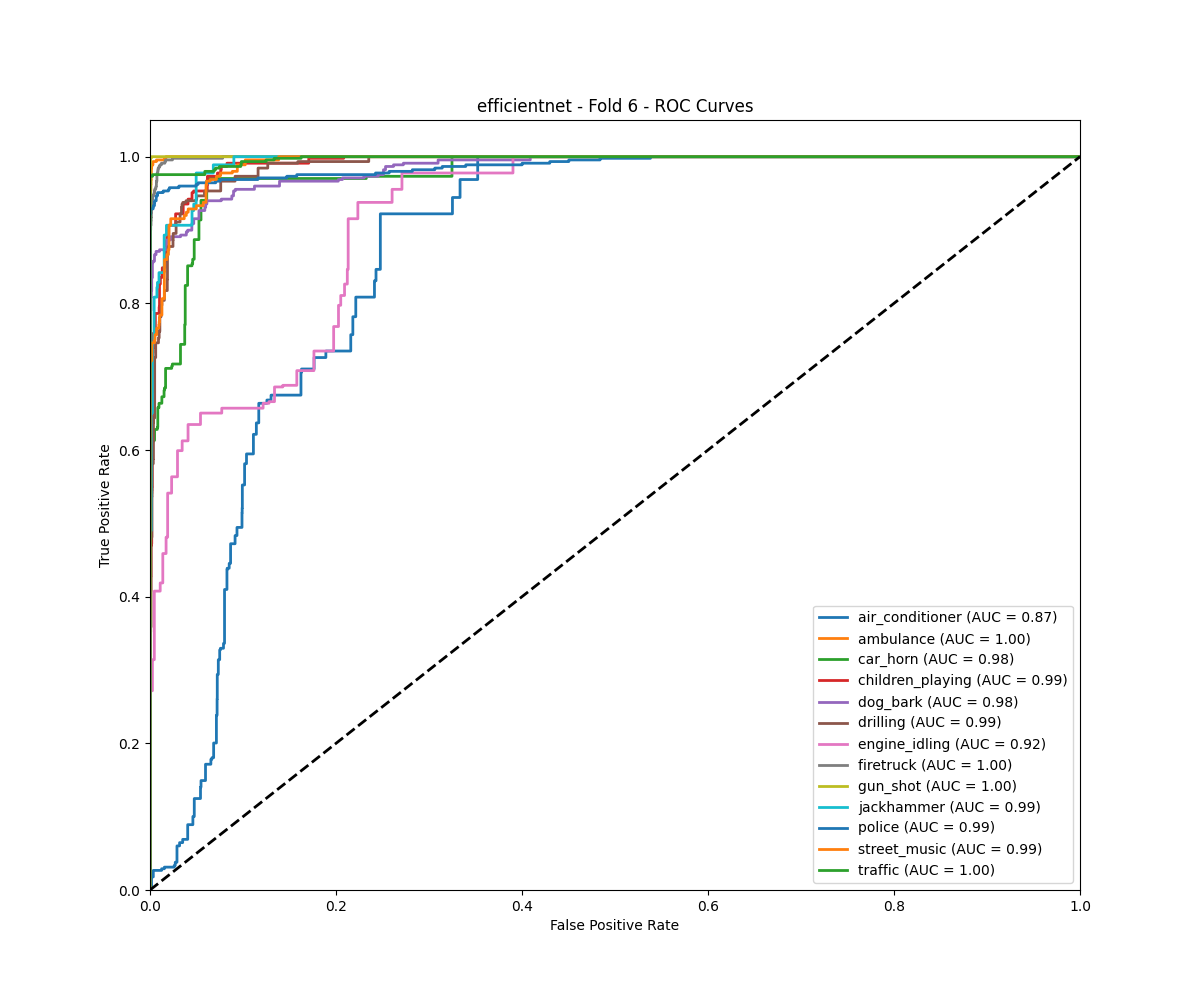 efficientnet - Fold 6 - ROC Curves
True Positive Rate
1.0
0.8
0.6
0.4
0.2
0.0
0.0 0.2 0.4 0.6 0.8 1.0
False Positive Rate
air_conditioner (AUC = 0.87)
ambulance (AUC = 1.00)
car_horn (AUC = 0.98)
children_playing (AUC = 0.99)
dog_bark (AUC = 0.98)
drilling (AUC = 0.99)
engine_idling (AUC = 0.92)
firetruck (AUC = 1.00)
gun_shot (AUC = 1.00)
jackhammer (AUC = 0.99)
police (AUC = 0.99)
street_music (AUC = 0.99)
traffic (AUC = 1.00)